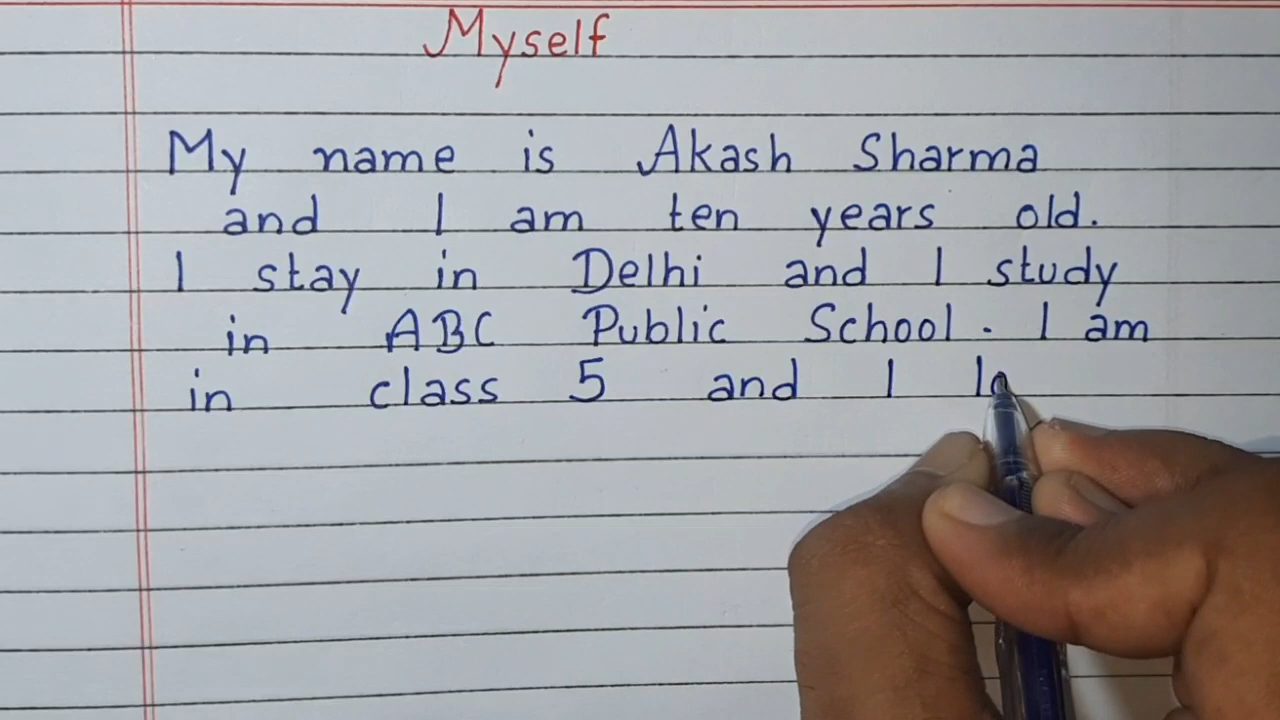 Myself
My name is Akash Sharma
and I am ten years old.
I stay in Delhi and I study
in ABC Public School. I am
in class 5 and I